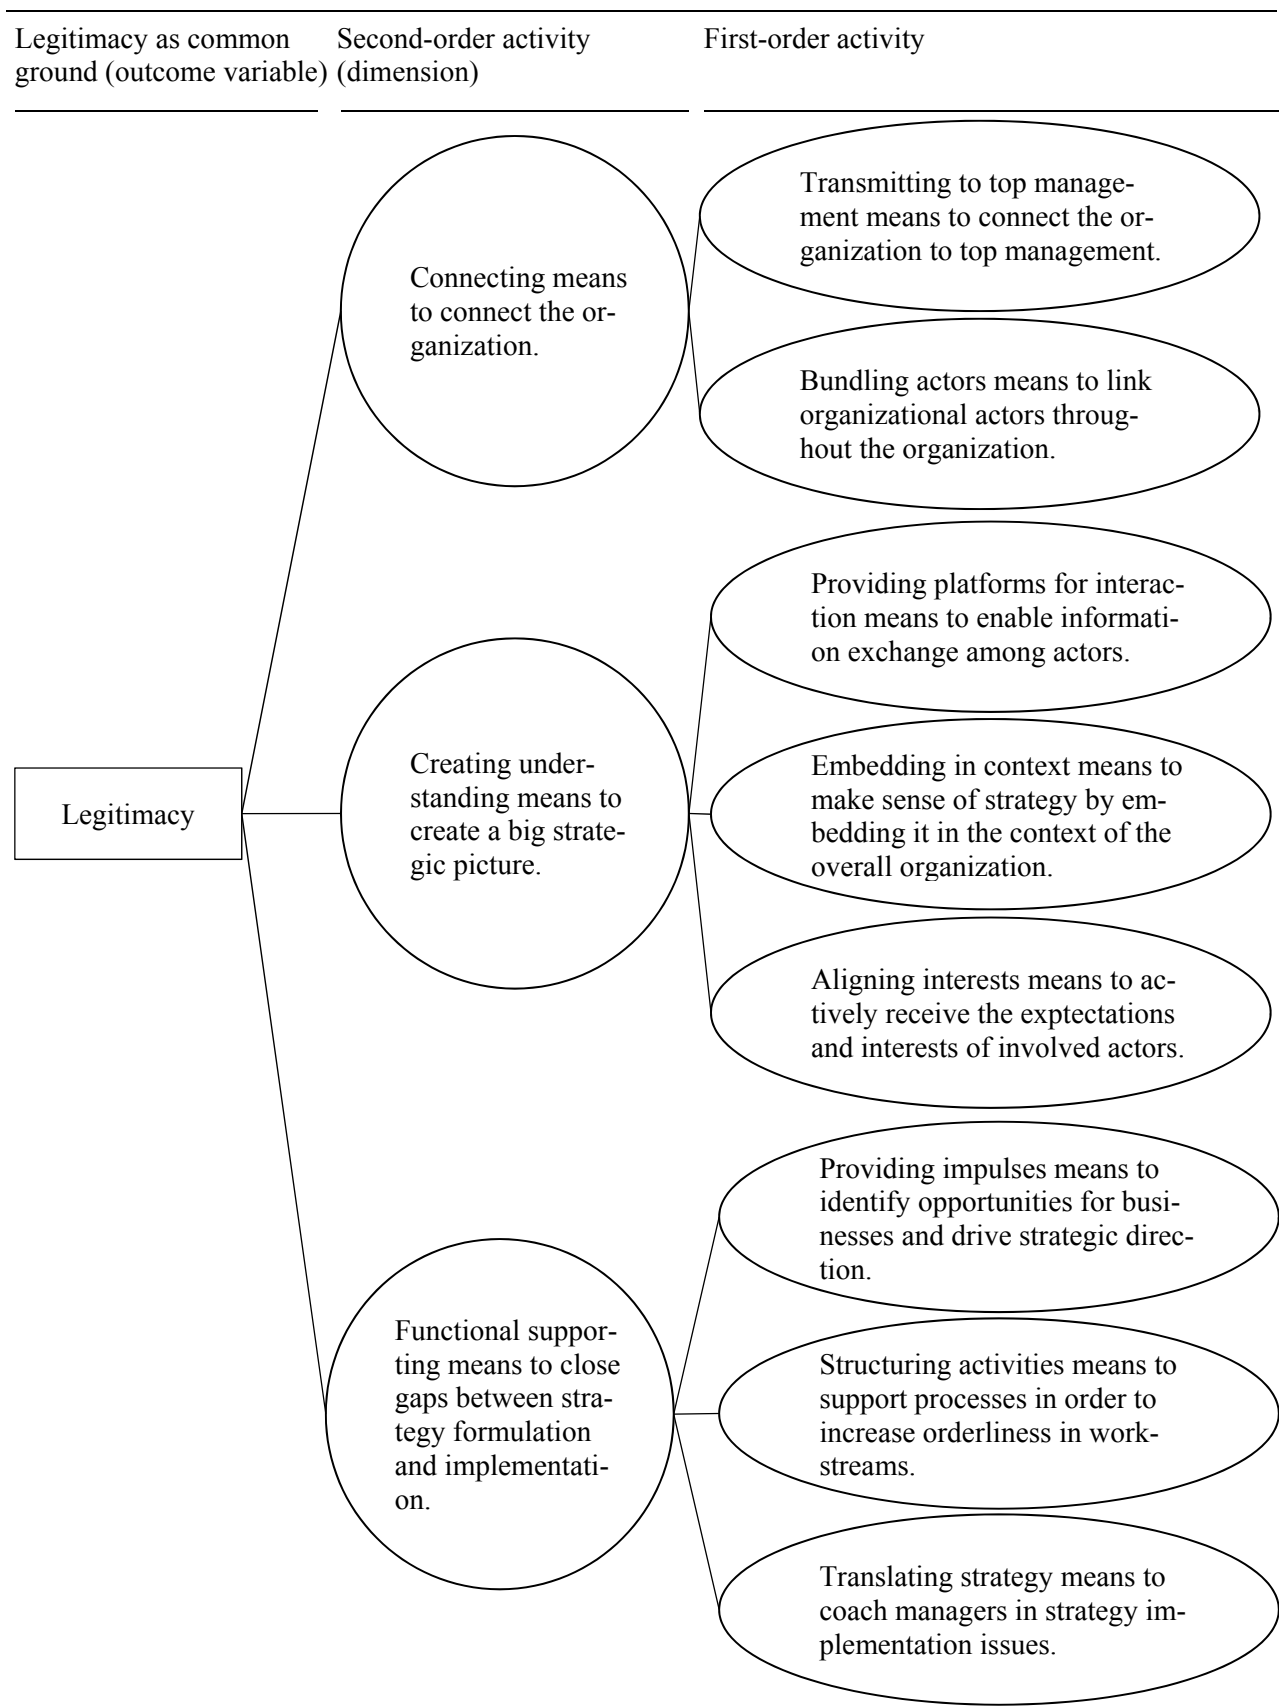 Legitimacy as common
ground (outcome variable)
Second-order activity
(dimension)
First-order activity
Legitimacy
Connecting means
to connect the or-
ganization.
Transmitting to top manage-
ment means to connect the or-
ganization to top management.
Bundling actors means to link
organizational actors throug-
hout the organization.
Creating under-
standing means to
create a big strate-
gic picture.
Providing platforms for interac-
tion means to enable informati-
on exchange among actors.
Embedding in context means to
make sense of strategy by em-
bedding it in the context of the
overall organization.
Aligning interests means to ac-
tively receive the exptectations
and interests of involved actors.
Functional suppor-
ting means to close
gaps between stra-
tegy formulation
and implementati-
on.
Providing impulses means to
identify opportunities for busi-
nesses and drive strategic direc-
tion.
Structuring activities means to
support processes in order to
increase orderliness in work-
streams.
Translating strategy means to
coach managers in strategy im-
plementation issues.